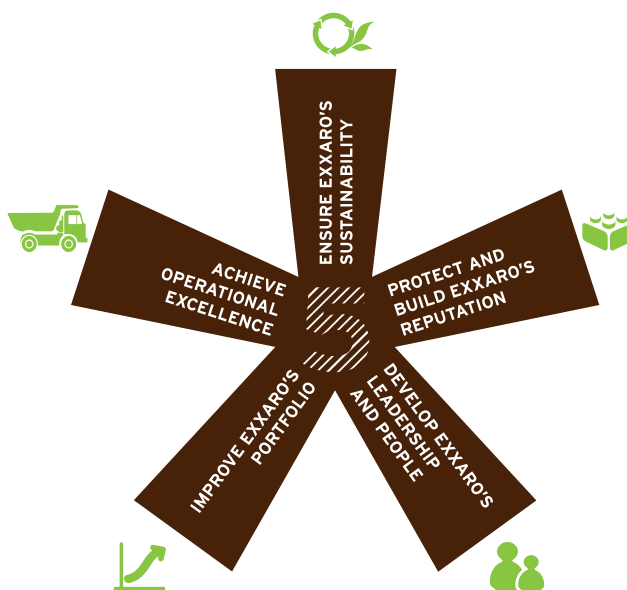 ENSURE EXXARO'S
SUSTAINABILITY
PROTECT AND
BUILD EXXARO'S
REPUTATION
DEVELOP EXXARO'S
LEADERSHIP
AND PEOPLE
IMPROVE EXXARO'S
PORTFOLIO
ACHIEVE
OPERATIONAL
EXCELLENCE
5